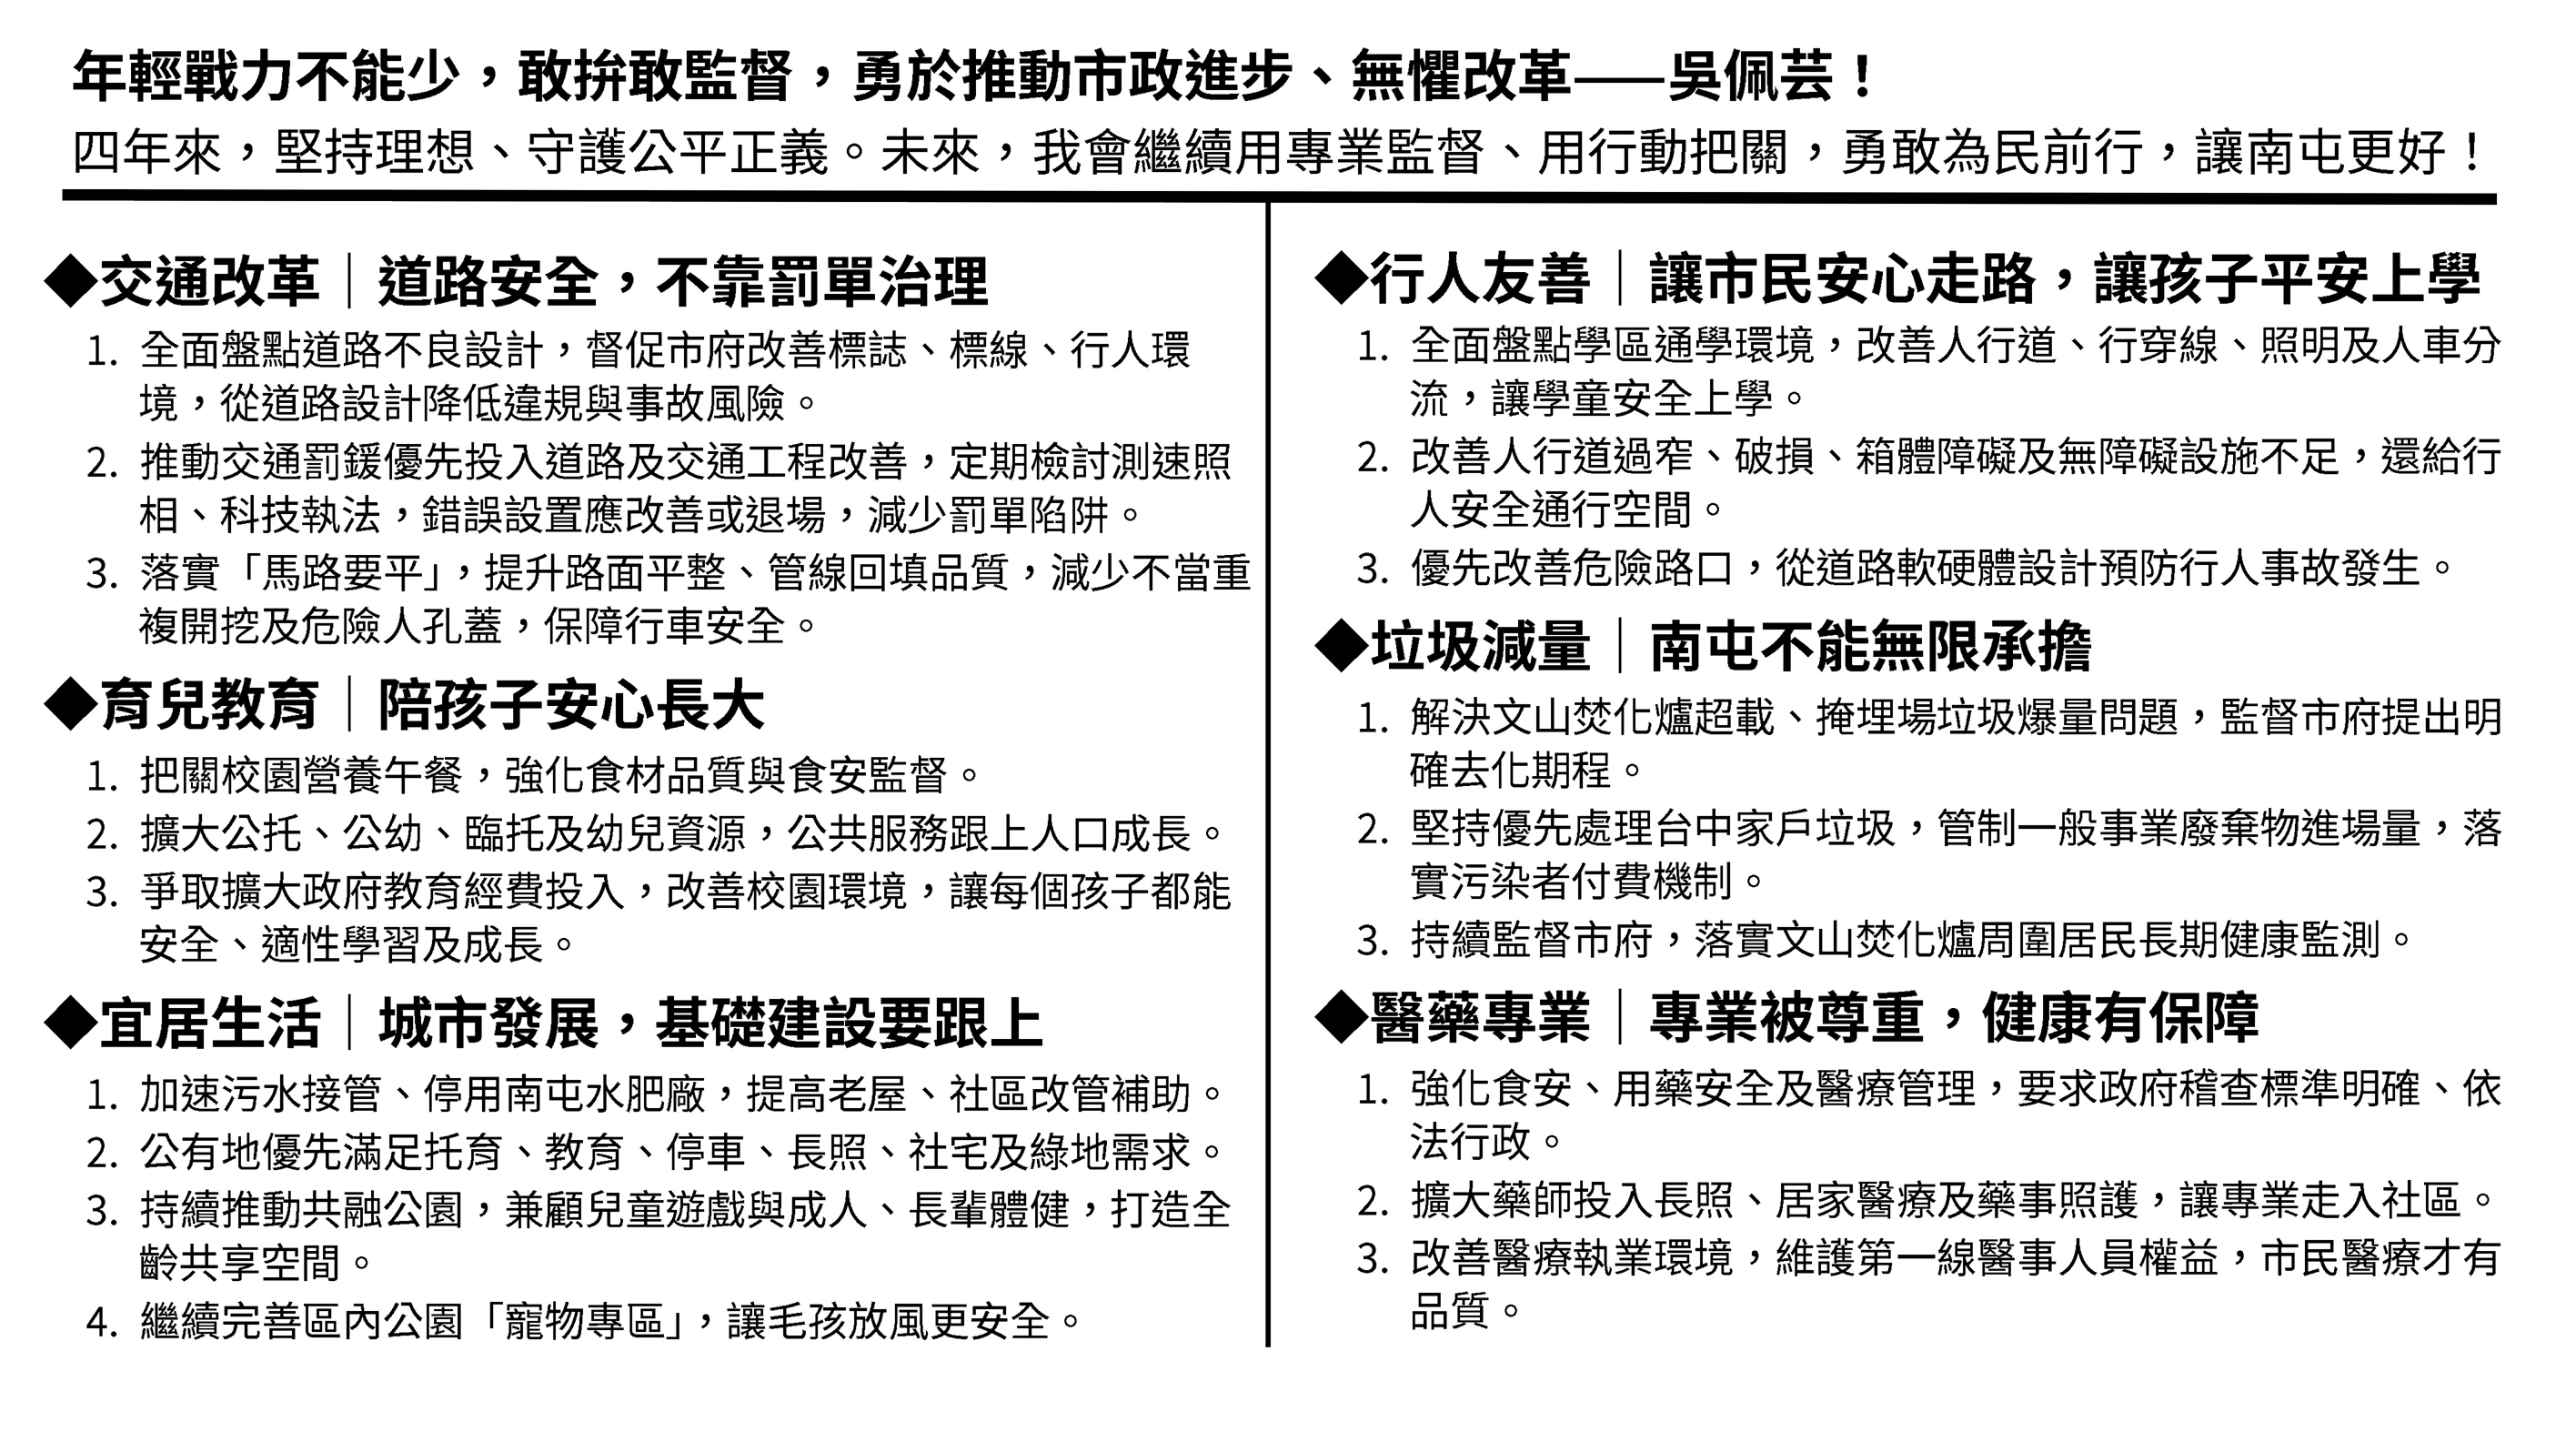 年輕戰力不能少，敢拚敢監督，勇於推動市政進步、無懼改革——吳佩芸！
四年來，堅持理想、守護公平正義。未來，我會繼續用專業監督、用行動把關，勇敢為民前行，讓南屯更好！
◆交通改革｜道路安全，不靠罰單治理
1. 全面盤點道路不良設計，督促市府改善標誌、標線、行人環
境，從道路設計降低違規與事故風險。
2. 推動交通罰鍰優先投入道路及交通工程改善，定期檢討測速照
相、科技執法，錯誤設置應改善或退場，減少罰單陷阱。
3. 落實「馬路要平」，提升路面平整、管線回填品質，減少不當重
複開挖及危險人孔蓋，保障行車安全。
◆育兒教育｜陪孩子安心長大
1. 把關校園營養午餐，強化食材品質與食安監督。
2. 擴大公托、公幼、臨托及幼兒資源，公共服務跟上人口成長。
3. 爭取擴大政府教育經費投入，改善校園環境，讓每個孩子都能
安全、適性學習及成長。
◆宜居生活｜城市發展，基礎建設要跟上
1. 加速污水接管、停用南屯水肥廠，提高老屋、社區改管補助。
2. 公有地優先滿足托育、教育、停車、長照、社宅及綠地需求。
3. 持續推動共融公園，兼顧兒童遊戲與成人、長輩體健，打造全
齡共享空間。
4. 繼續完善區內公園「寵物專區」，讓毛孩放風更安全。
◆行人友善｜讓市民安心走路，讓孩子平安上學
1. 全面盤點學區通學環境，改善人行道、行穿線、照明及人車分
流，讓學童安全上學。
2. 改善人行道過窄、破損、箱體障礙及無障礙設施不足，還給行
人安全通行空間。
3. 優先改善危險路口，從道路軟硬體設計預防行人事故發生。
◆垃圾減量｜南屯不能無限承擔
1. 解決文山焚化爐超載、掩埋場垃圾爆量問題，監督市府提出明
確去化期程。
2. 堅持優先處理台中家戶垃圾，管制一般事業廢棄物進場量，落
實污染者付費機制。
3. 持續監督市府，落實文山焚化爐周圍居民長期健康監測。
◆醫藥專業｜專業被尊重，健康有保障
1. 強化食安、用藥安全及醫療管理，要求政府稽查標準明確、依
法行政。
2. 擴大藥師投入長照、居家醫療及藥事照護，讓專業走入社區。
3. 改善醫療執業環境，維護第一線醫事人員權益，市民醫療才有
品質。